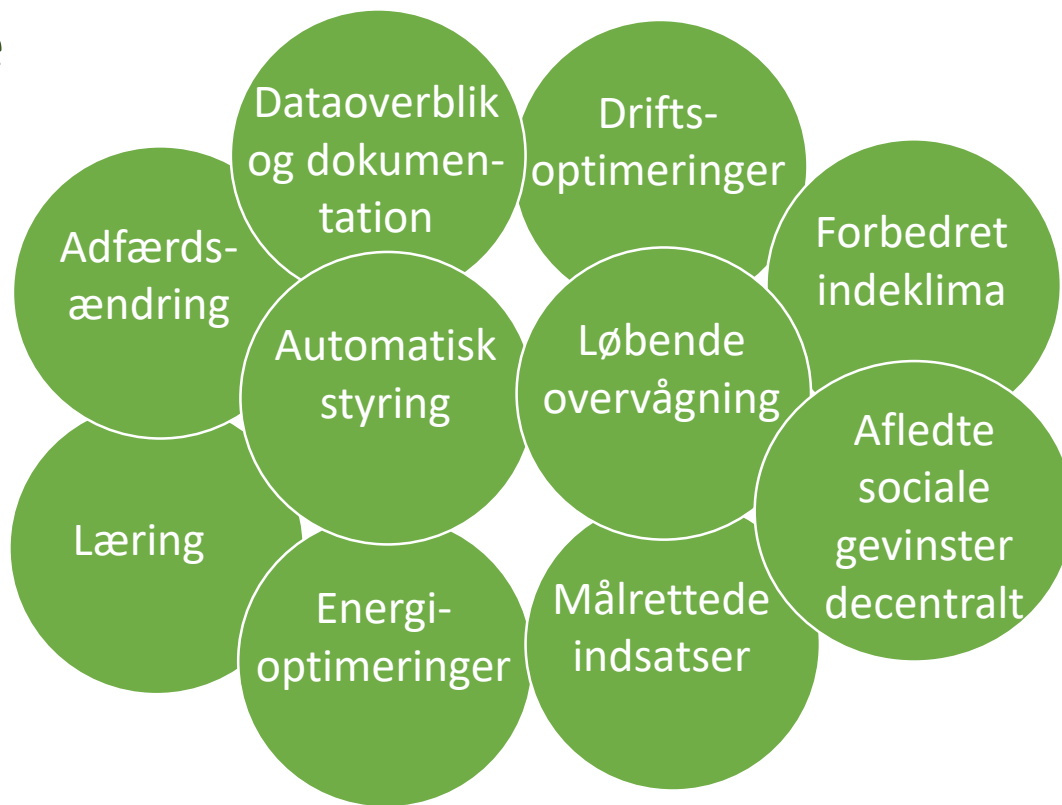 Dataoverblik
og dokumen-
tation
Drifts-
optimeringer
Forbedret
indeklima
Adfærds-
ændring
Automatisk
styring
Løbende
overvågning
Afledte
sociale
gevinster
decentralt
Læring
Energi-
optimeringer
Målrettede
indsatser